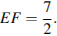 EF = 7/2.